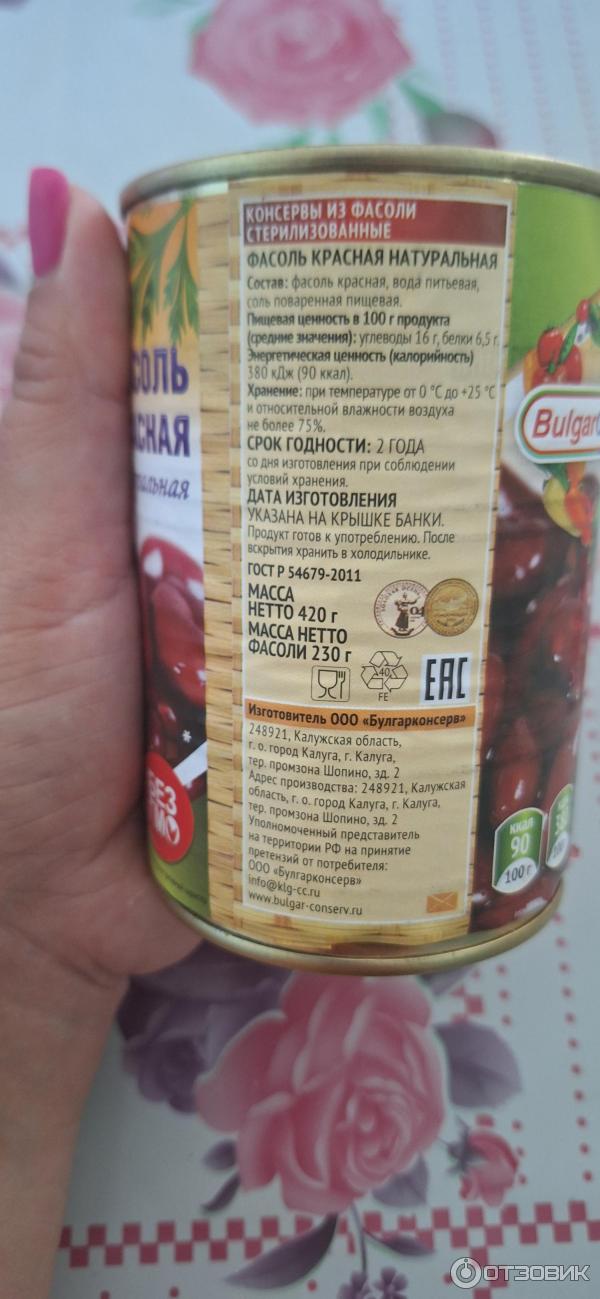 КОНСЕРВЫ ИЗ ФАСОЛИ
СТЕРИЛИЗОВАННЫЕ
ФАСОЛЬ КРАСНАЯ НАТУРАЛЬНАЯ
Состав: фасоль красная, вода питьевая,
соль поваренная пищевая.
Пищевая ценность в 100 г продукта
(средние значения): углеводы 16 г, белки 6,5 г.
Энергетическая ценность (калорийность)
380 кДж (90 ккал).
Хранение: при температуре от 0 °С до +25 °С
и относительной влажности воздуха
не более 75%.
СРОК ГОДНОСТИ: 2 ГОДА
со дня изготовления при соблюдении
условий хранения.
ДАТА ИЗГОТОВЛЕНИЯ
УКАЗАНА НА КРЫШКЕ БАНКИ.
Продукт готов к употреблению. После
вскрытия хранить в холодильнике.
ГОСТ Р 54679-2011
МАССА
НЕТТО 420 г
МАССА НЕТТО
ФАСОЛИ 230 г
40
FE
EAC
Изготовитель ООО «Булгарконсерв»
248921, Калужская область,
г. о. город Калуга, г. Калуга,
тер. промзона Шопино, зд. 2
Адрес производства: 248921, Калужская
область, г. о. город Калуга, г. Калуга,
тер. промзона Шопино, зд. 2
Уполномоченный представитель
на территории РФ на принятие
претензий от потребителя:
ООО «Булгарконсерв»
info@klg-cc.ru
www.bulgar-conserv.ru
СОЛЬ
АСНАЯ
альная
БЕЗ
Bulgar
ккал
90
100 г
ОТЗОВИК